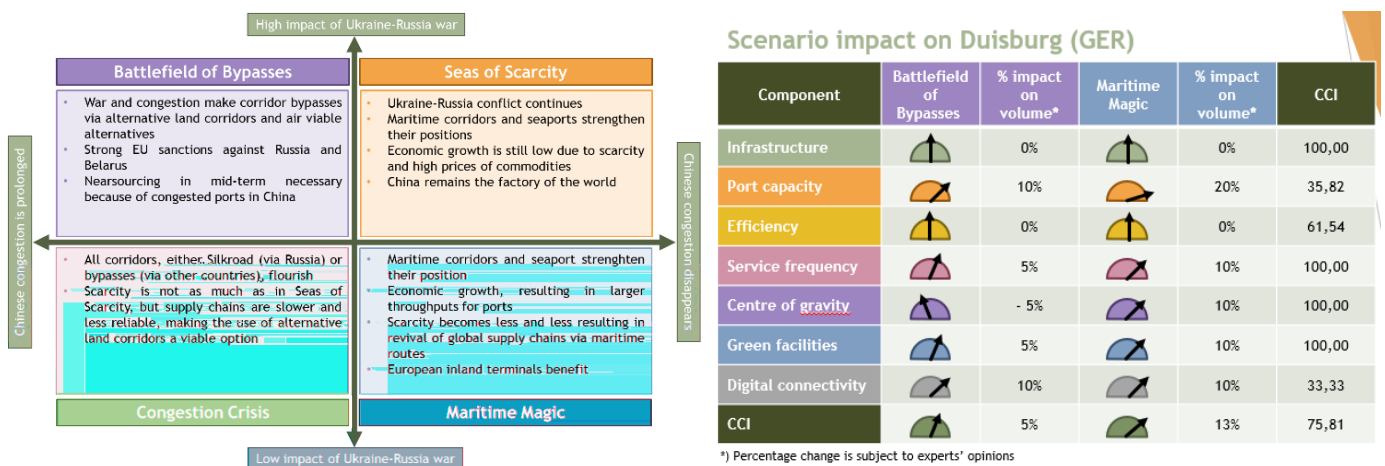 High impact of Ukraine-Russia war
Battlefield of Bypasses
War and congestion make corridor bypasses
via alternative land corridors and air viable
alternatives
Strong EU sanctions against Russia and
Belarus
Nearsourcing in mid-term necessary
because of congested ports in China
Seas of Scarcity
Ukraine-Russia conflict continues
Maritime corridors and seaports strengthen
their positions
Economic growth is still low due to scarcity
and high prices of commodities
China remains the factory of the world
Chinese congestion is prolonged
Chinese congestion disappears
All corridors, either Silkroad (via Russia) or
bypasses (via other countries), flourish
Scarcity is not as much as in Seas of
Scarcity, but supply chains are slower and
less reliable, making the use of alternative
land corridors a viable option
Congestion Crisis
Maritime corridors and seaport strenghten
their position
Economic growth, resulting in larger
throughputs for ports
Scarcity becomes less and less resulting in
revival of global supply chains via maritime
routes
European inland terminals benefit
Maritime Magic
Low impact of Ukraine-Russia war
Scenario impact on Duisburg (GER)
Component Battlefield of Bypasses % impact on volume* Maritime Magic % impact on volume* CCI
Infrastructure 0% 0% 100,00
Port capacity 10% 20% 35,82
Efficiency 0% 0% 61,54
Service frequency 5% 10% 100,00
Centre of gravity - 5% 10% 100,00
Green facilities 5% 10% 100,00
Digital connectivity 10% 10% 33,33
CCI 5% 13% 75,81
*) Percentage change is subject to experts' opinions